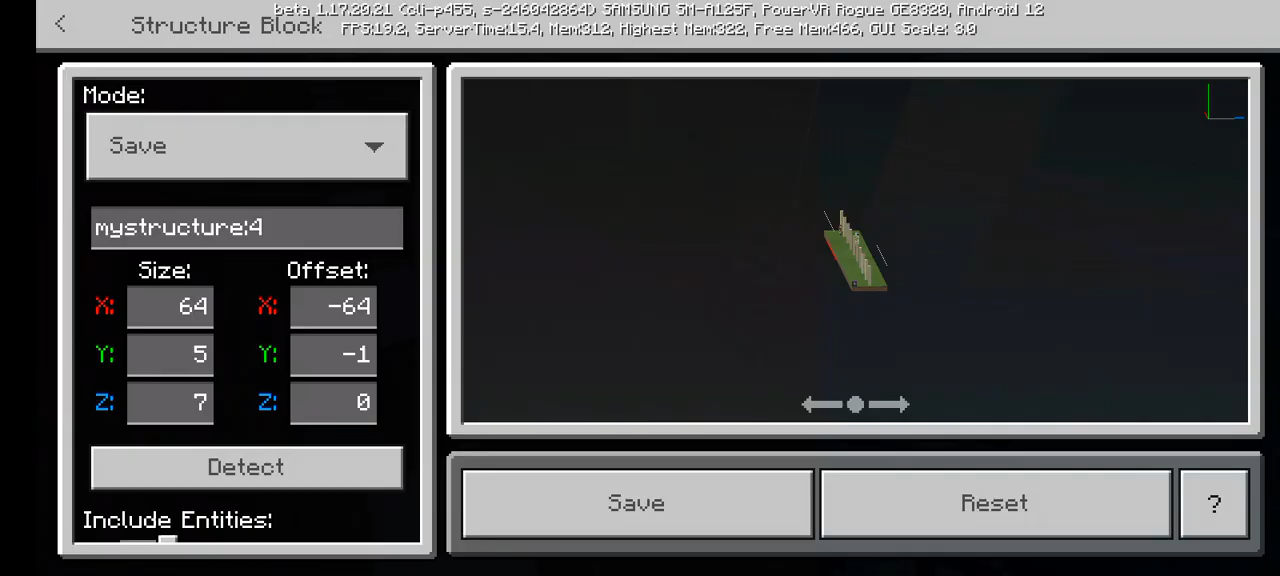 beta 1.17.20.21 (cli-p455, s-246042864) SAMSUNG SM-A125F, PowerVR Rogue GE8320, Android 12
Structure Block
FPS:19.2, ServerTime:15.4, Mem:312, Highest Mem:322, Free Mem:466, GUI Scale: 3.0
Mode:
Save
mystructure:4
Size: Offset:
X: 64 X: -64
Y: 5 Y: -1
Z: 7 Z: 0
Detect
Include Entities:
Save Reset ?